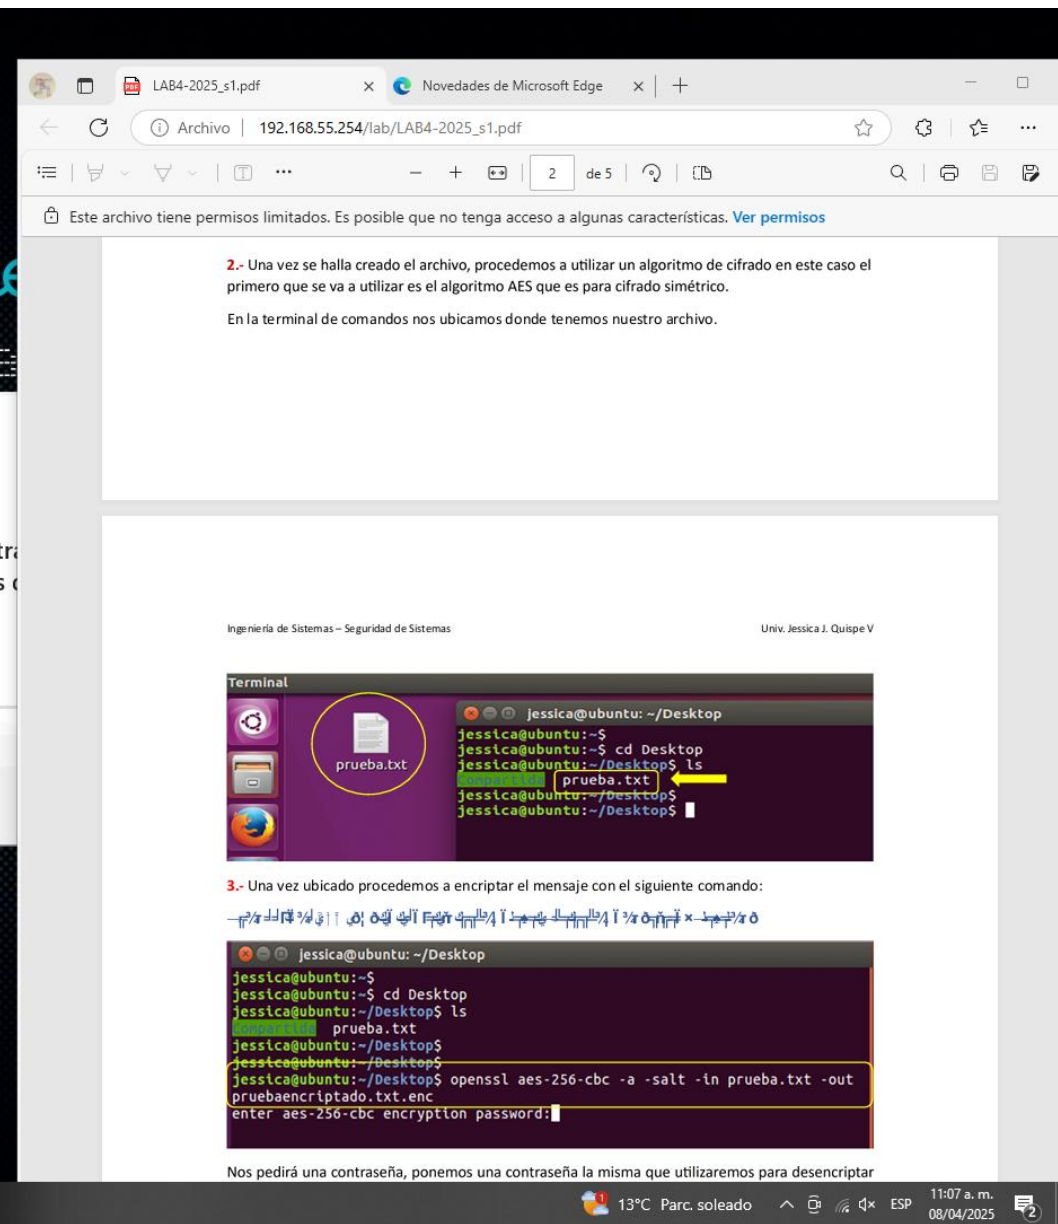 LAB4-2025_s1.pdf
Novedades de Microsoft Edge
Archivo | 192.168.55.254/lab/LAB4-2025_s1.pdf
2 de 5
Este archivo tiene permisos limitados. Es posible que no tenga acceso a algunas características. Ver permisos
2.- Una vez se halla creado el archivo, procedemos a utilizar un algoritmo de cifrado en este caso el
primero que se va a utilizar es el algoritmo AES que es para cifrado simétrico.
En la terminal de comandos nos ubicamos donde tenemos nuestro archivo.
Ingeniería de Sistemas – Seguridad de Sistemas
Univ. Jessica J. Quispe V
Terminal
prueba.txt
jessica@ubuntu: ~/Desktop
jessica@ubuntu:~$
jessica@ubuntu:~$ cd Desktop
jessica@ubuntu:~/Desktop$ ls
Compartida prueba.txt
jessica@ubuntu:~/Desktop$
jessica@ubuntu:~/Desktop$
3.- Una vez ubicado procedemos a encriptar el mensaje con el siguiente comando:
jessica@ubuntu: ~/Desktop
jessica@ubuntu:~$
jessica@ubuntu:~$ cd Desktop
jessica@ubuntu:~/Desktop$ ls
Compartida prueba.txt
jessica@ubuntu:~/Desktop$
jessica@ubuntu:~/Desktop$
jessica@ubuntu:~/Desktop$ openssl aes-256-cbc -a -salt -in prueba.txt -out
pruebaencriptado.txt.enc
enter aes-256-cbc encryption password:
Nos pedirá una contraseña, ponemos una contraseña la misma que utilizaremos para desencriptar
1 13°C Parc. soleado ESP 11:07 a. m.
08/04/2025 2